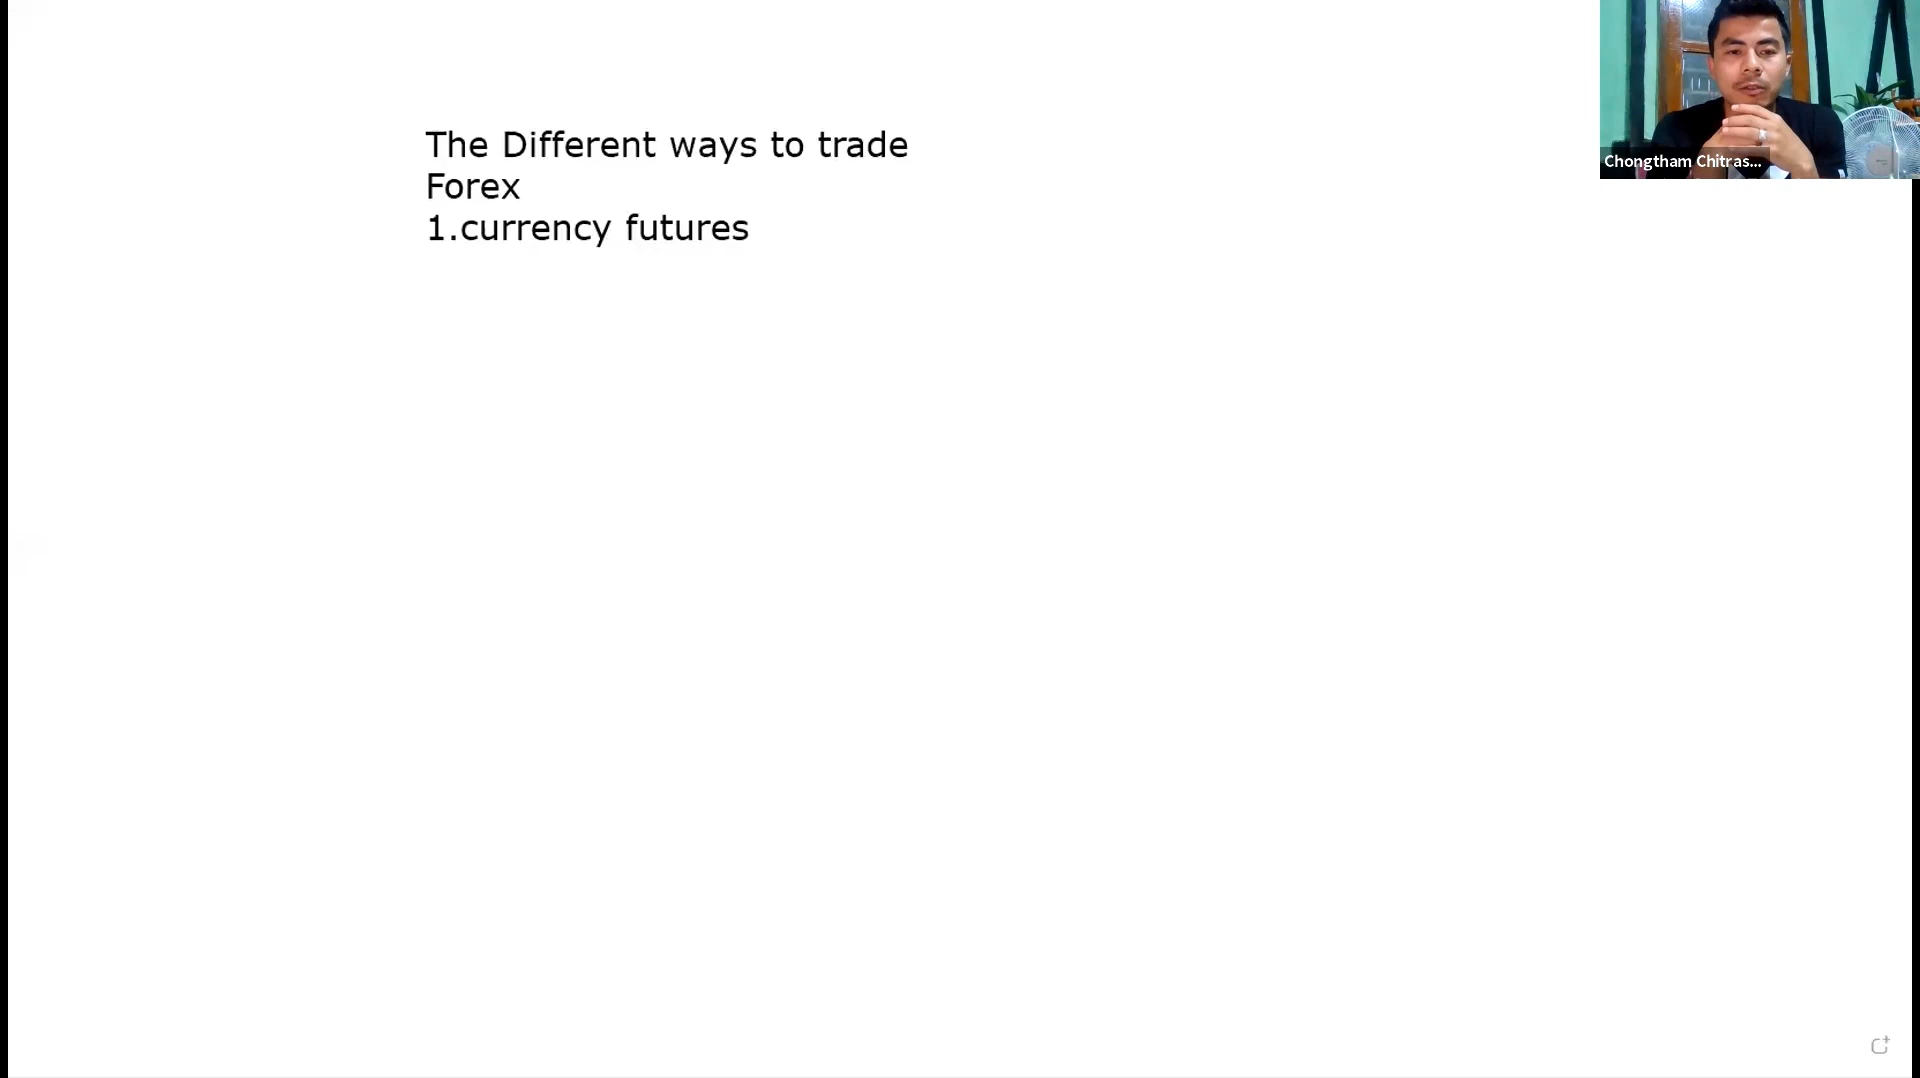 The Different ways to trade
Forex
1.currency futures
Chongtham Chitras...